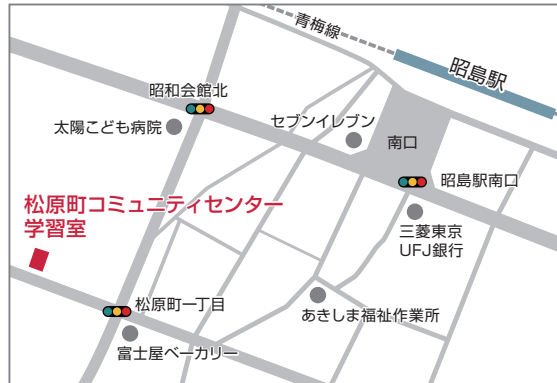 青梅線
昭島駅
昭和会館北
太陽こども病院
セブンイレブン
南口
昭島駅南口
松原町コミュニティセンター
学習室
三菱東京
UFJ銀行
松原町一丁目
あきしま福祉作業所
富士屋ベーカリー